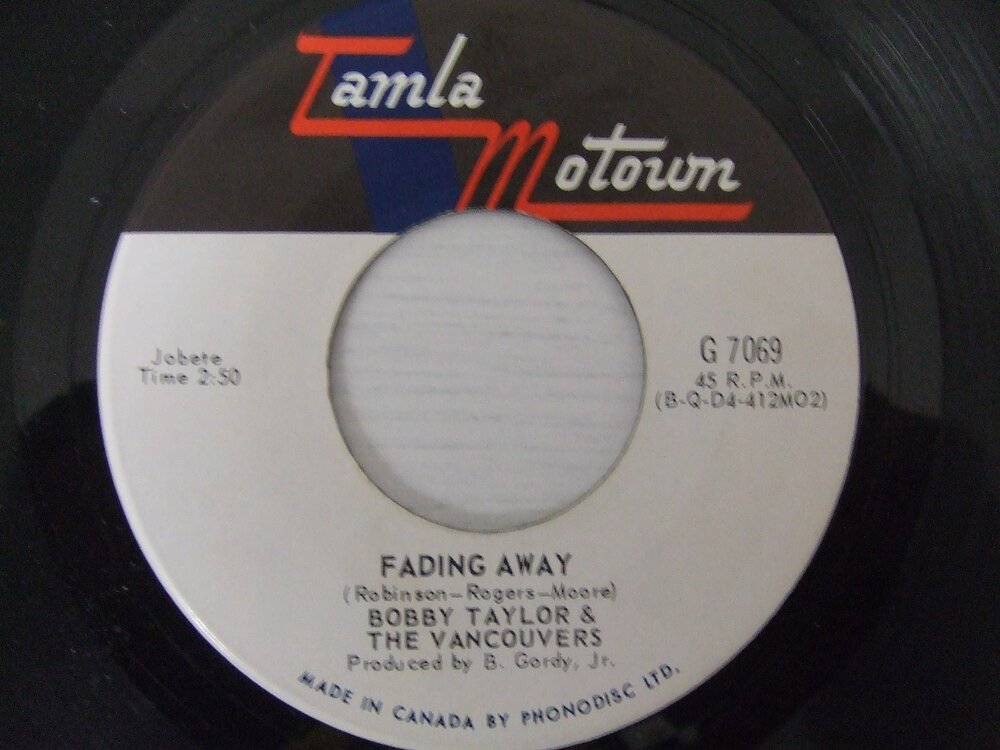 Tamla
Motown
Jobete
Time 2:50
G 7069
45 R.P.M.
(B-Q-D4-412MO2)
FADING AWAY
(Robinson-Rogers-Moore)
BOBBY TAYLOR &
THE VANCOUVERS
Produced by B. Gordy, Jr.
MADE IN CANADA BY PHONODISC LTD.